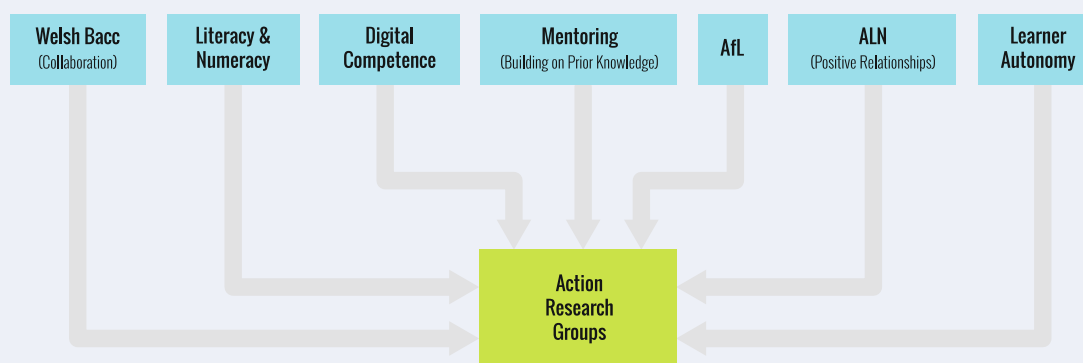 Welsh Bacc
(Collaboration)
Literacy &
Numeracy
Digital
Competence
Mentoring
(Building on Prior Knowledge)
AfL
ALN
(Positive Relationships)
Learner
Autonomy
Action
Research
Groups